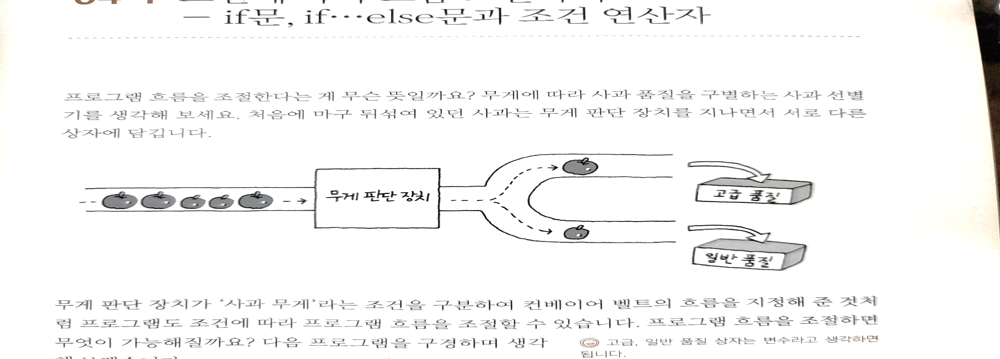 — if문, if…else문과 조건 연산자
프로그램 흐름을 조절한다는 게 무슨 뜻일까요? 무게에 따라 사과 품질을 구별하는 사과 선별
기를 생각해 보세요. 처음에 마구 뒤섞여 있던 사과는 무게 판단 장치를 지나면서 서로 다른
상자에 담깁니다.
무게 판단 장치
고급 품질
일반 품질
무게 판단 장치가 ‘사과 무게’라는 조건을 구분하여 컨베이어 벨트의 흐름을 지정해 준 것처
럼 프로그램도 조건에 따라 프로그램 흐름을 조절할 수 있습니다. 프로그램 흐름을 조절하면
무엇이 가능해질까요? 다음 프로그램을 구경하며 생각
고급, 일반 품질 상자는 변수라고 생각하면
됩니다.